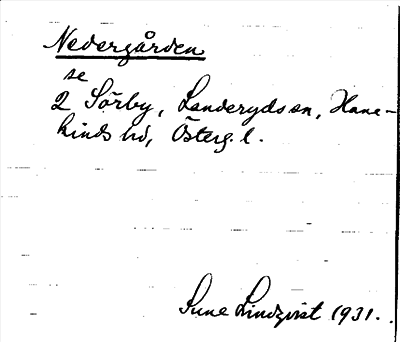 Nedergården
se
2 Sörby, Landeryds sn, Hane-
kinds hd, Österg. l.
Sune Lindqvist 1931.